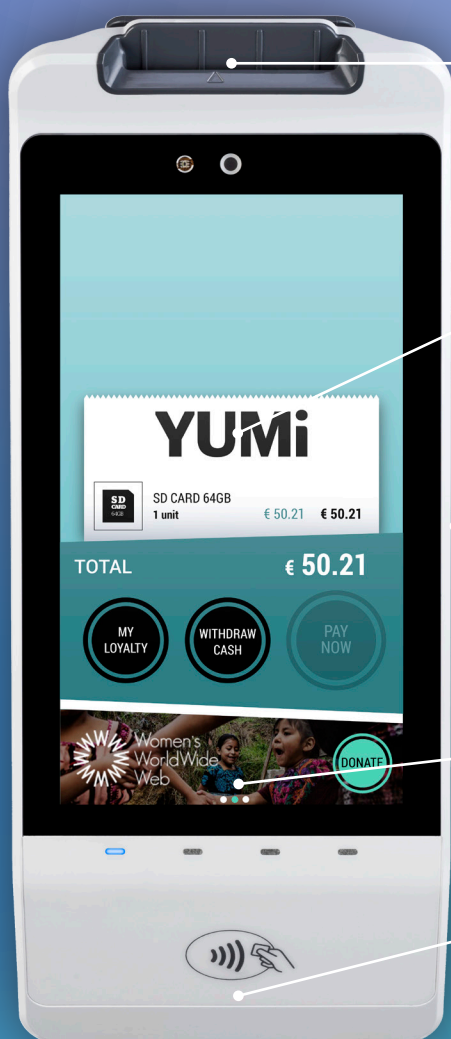 YUMi
SD CARD 64GB
SD CARD 64GB
1 unit € 50.21 € 50.21
TOTAL € 50.21
MY LOYALTY
WITHDRAW CASH
PAY NOW
Women's
WorldWide
Web
DONATE